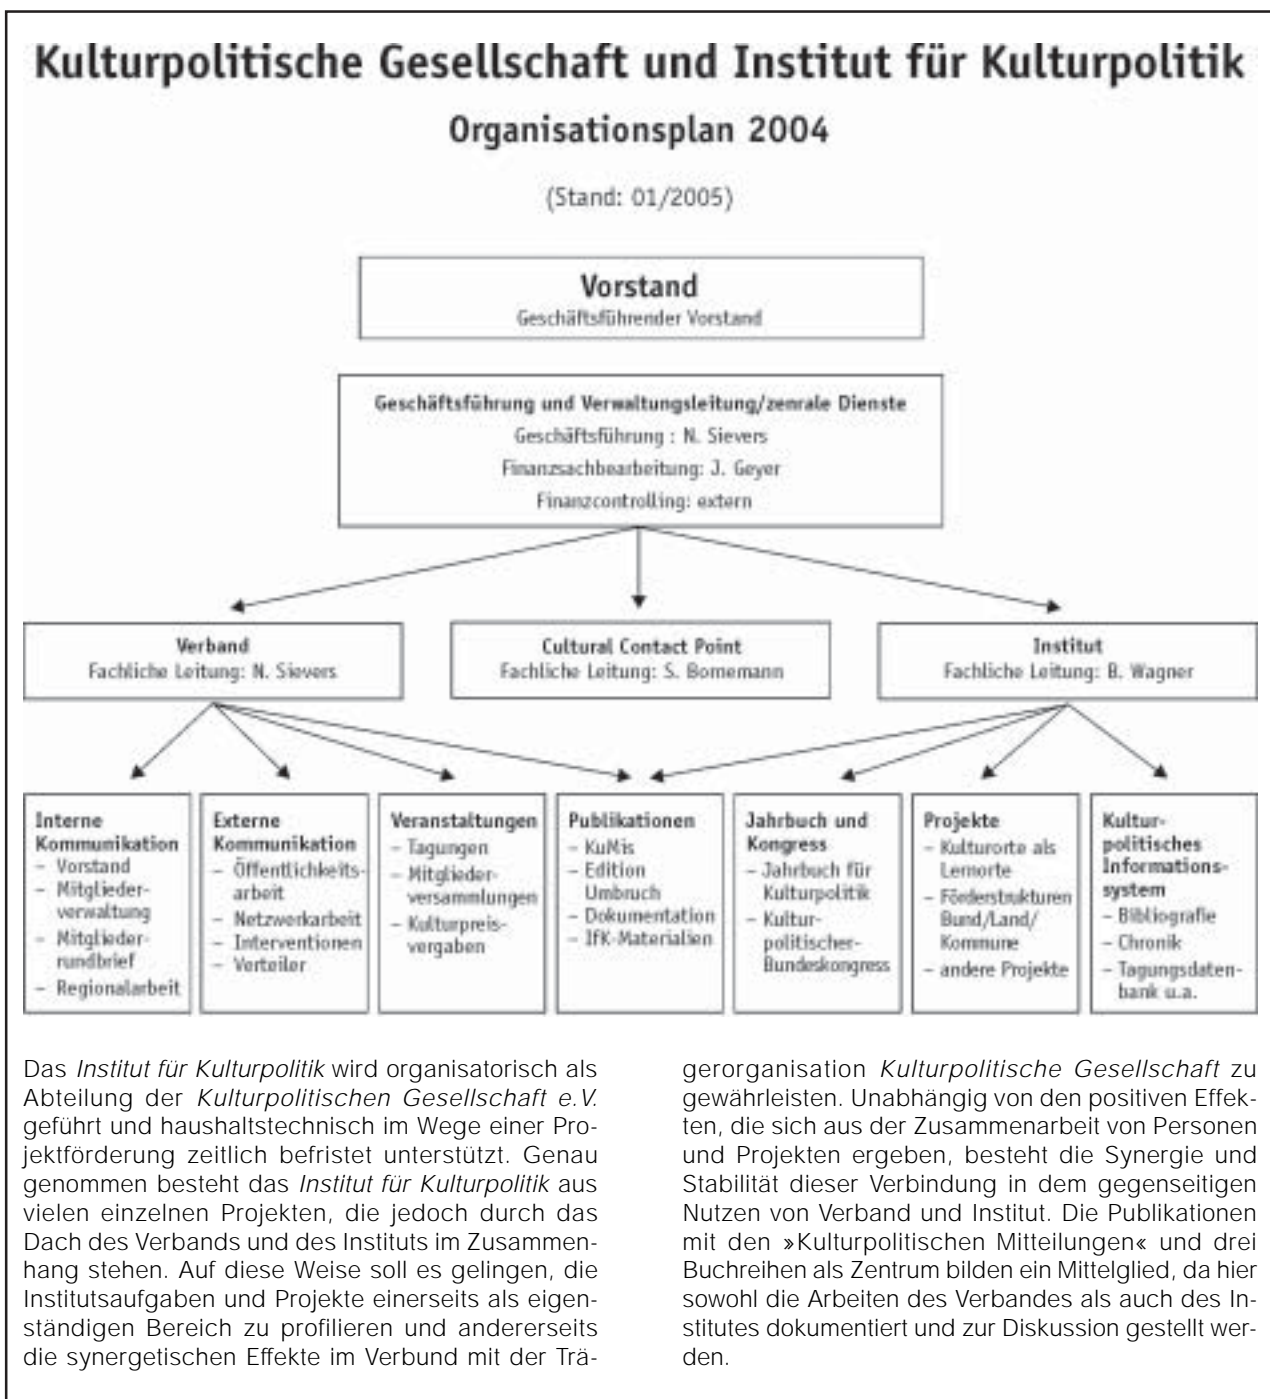 Kulturpolitische Gesellschaft und Institut für Kulturpolitik
Organisationsplan 2004
(Stand: 01/2005)
Vorstand
Geschäftsführender Vorstand
Geschäftsführung und Verwaltungsleitung/zenrale Dienste
Geschäftsführung : N. Sievers
Finanzsachbearbeitung: J. Geyer
Finanzcontrolling: extern
Verband
Fachliche Leitung: N. Sievers
Cultural Contact Point
Fachliche Leitung: S. Bornemann
Institut
Fachliche Leitung: B. Wagner
Interne
Kommunikation
– Vorstand
– Mitglieder-
verwaltung
– Mitglieder-
rundbrief
– Regionalarbeit
Externe
Kommunikation
– Öffentlichkeits-
arbeit
– Netzwerkarbeit
– Interventionen
– Verteiler
Veranstaltungen
– Tagungen
– Mitglieder-
versammlungen
– Kulturpreis-
vergaben
Publikationen
– KuMis
– Edition
Umbruch
– Dokumentation
– IfK-Materialien
Jahrbuch und
Kongress
– Jahrbuch für
Kulturpolitik
– Kultur-
politischer-
Bundeskongress
Projekte
– Kulturorte als
Lernorte
– Förderstrukturen
Bund/Land/
Kommune
– andere Projekte
Kultur-
politisches
Informations-
system
– Bibliografie
– Chronik
– Tagungsdaten-
bank u.a.
Das Institut für Kulturpolitik wird organisatorisch als
Abteilung der Kulturpolitischen Gesellschaft e.V.
geführt und haushaltstechnisch im Wege einer Pro-
jektförderung zeitlich befristet unterstützt. Genau
genommen besteht das Institut für Kulturpolitik aus
vielen einzelnen Projekten, die jedoch durch das
Dach des Verbands und des Instituts im Zusammen-
hang stehen. Auf diese Weise soll es gelingen, die
Institutsaufgaben und Projekte einerseits als eigen-
ständigen Bereich zu profilieren und andererseits
die synergetischen Effekte im Verbund mit der Trä-
gerorganisation Kulturpolitische Gesellschaft zu
gewährleisten. Unabhängig von den positiven Effek-
ten, die sich aus der Zusammenarbeit von Personen
und Projekten ergeben, besteht die Synergie und
Stabilität dieser Verbindung in dem gegenseitigen
Nutzen von Verband und Institut. Die Publikationen
mit den »Kulturpolitischen Mitteilungen« und drei
Buchreihen als Zentrum bilden ein Mittelglied, da hier
sowohl die Arbeiten des Verbandes als auch des In-
stitutes dokumentiert und zur Diskussion gestellt wer-
den.